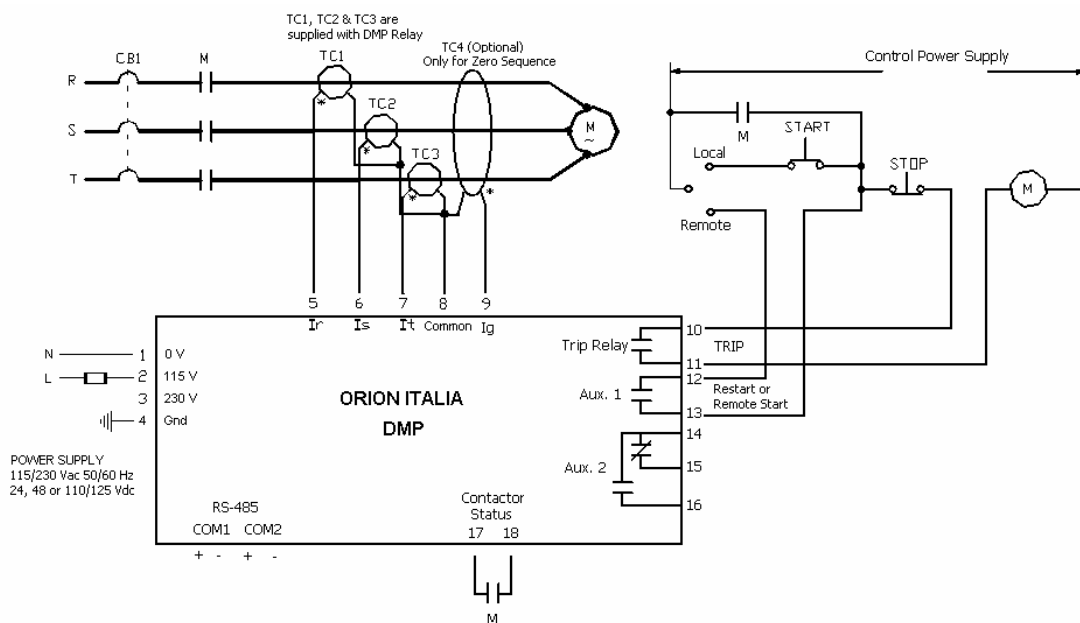 TC1, TC2 & TC3 are
supplied with DMP Relay
TC4 (Optional)
Only for Zero Sequence
CB1
M
TC1
TC2
TC3
R
S
T
*
*
*
*
M
~
Control Power Supply
M
START
Local
STOP
Remote
M
5
6
7
8
9
Ir
Is
It
Common
Ig
N
L
1
0 V
2
115 V
3
230 V
4
Gnd
ORION ITALIA
DMP
Trip Relay
10
TRIP
11
Aux. 1
12
Restart or
Remote Start
13
14
Aux. 2
15
16
POWER SUPPLY
115/230 Vac 50/60 Hz
24, 48 or 110/125 Vdc
RS-485
COM1 COM2
+ - + -
Contactor
Status
17 18
M